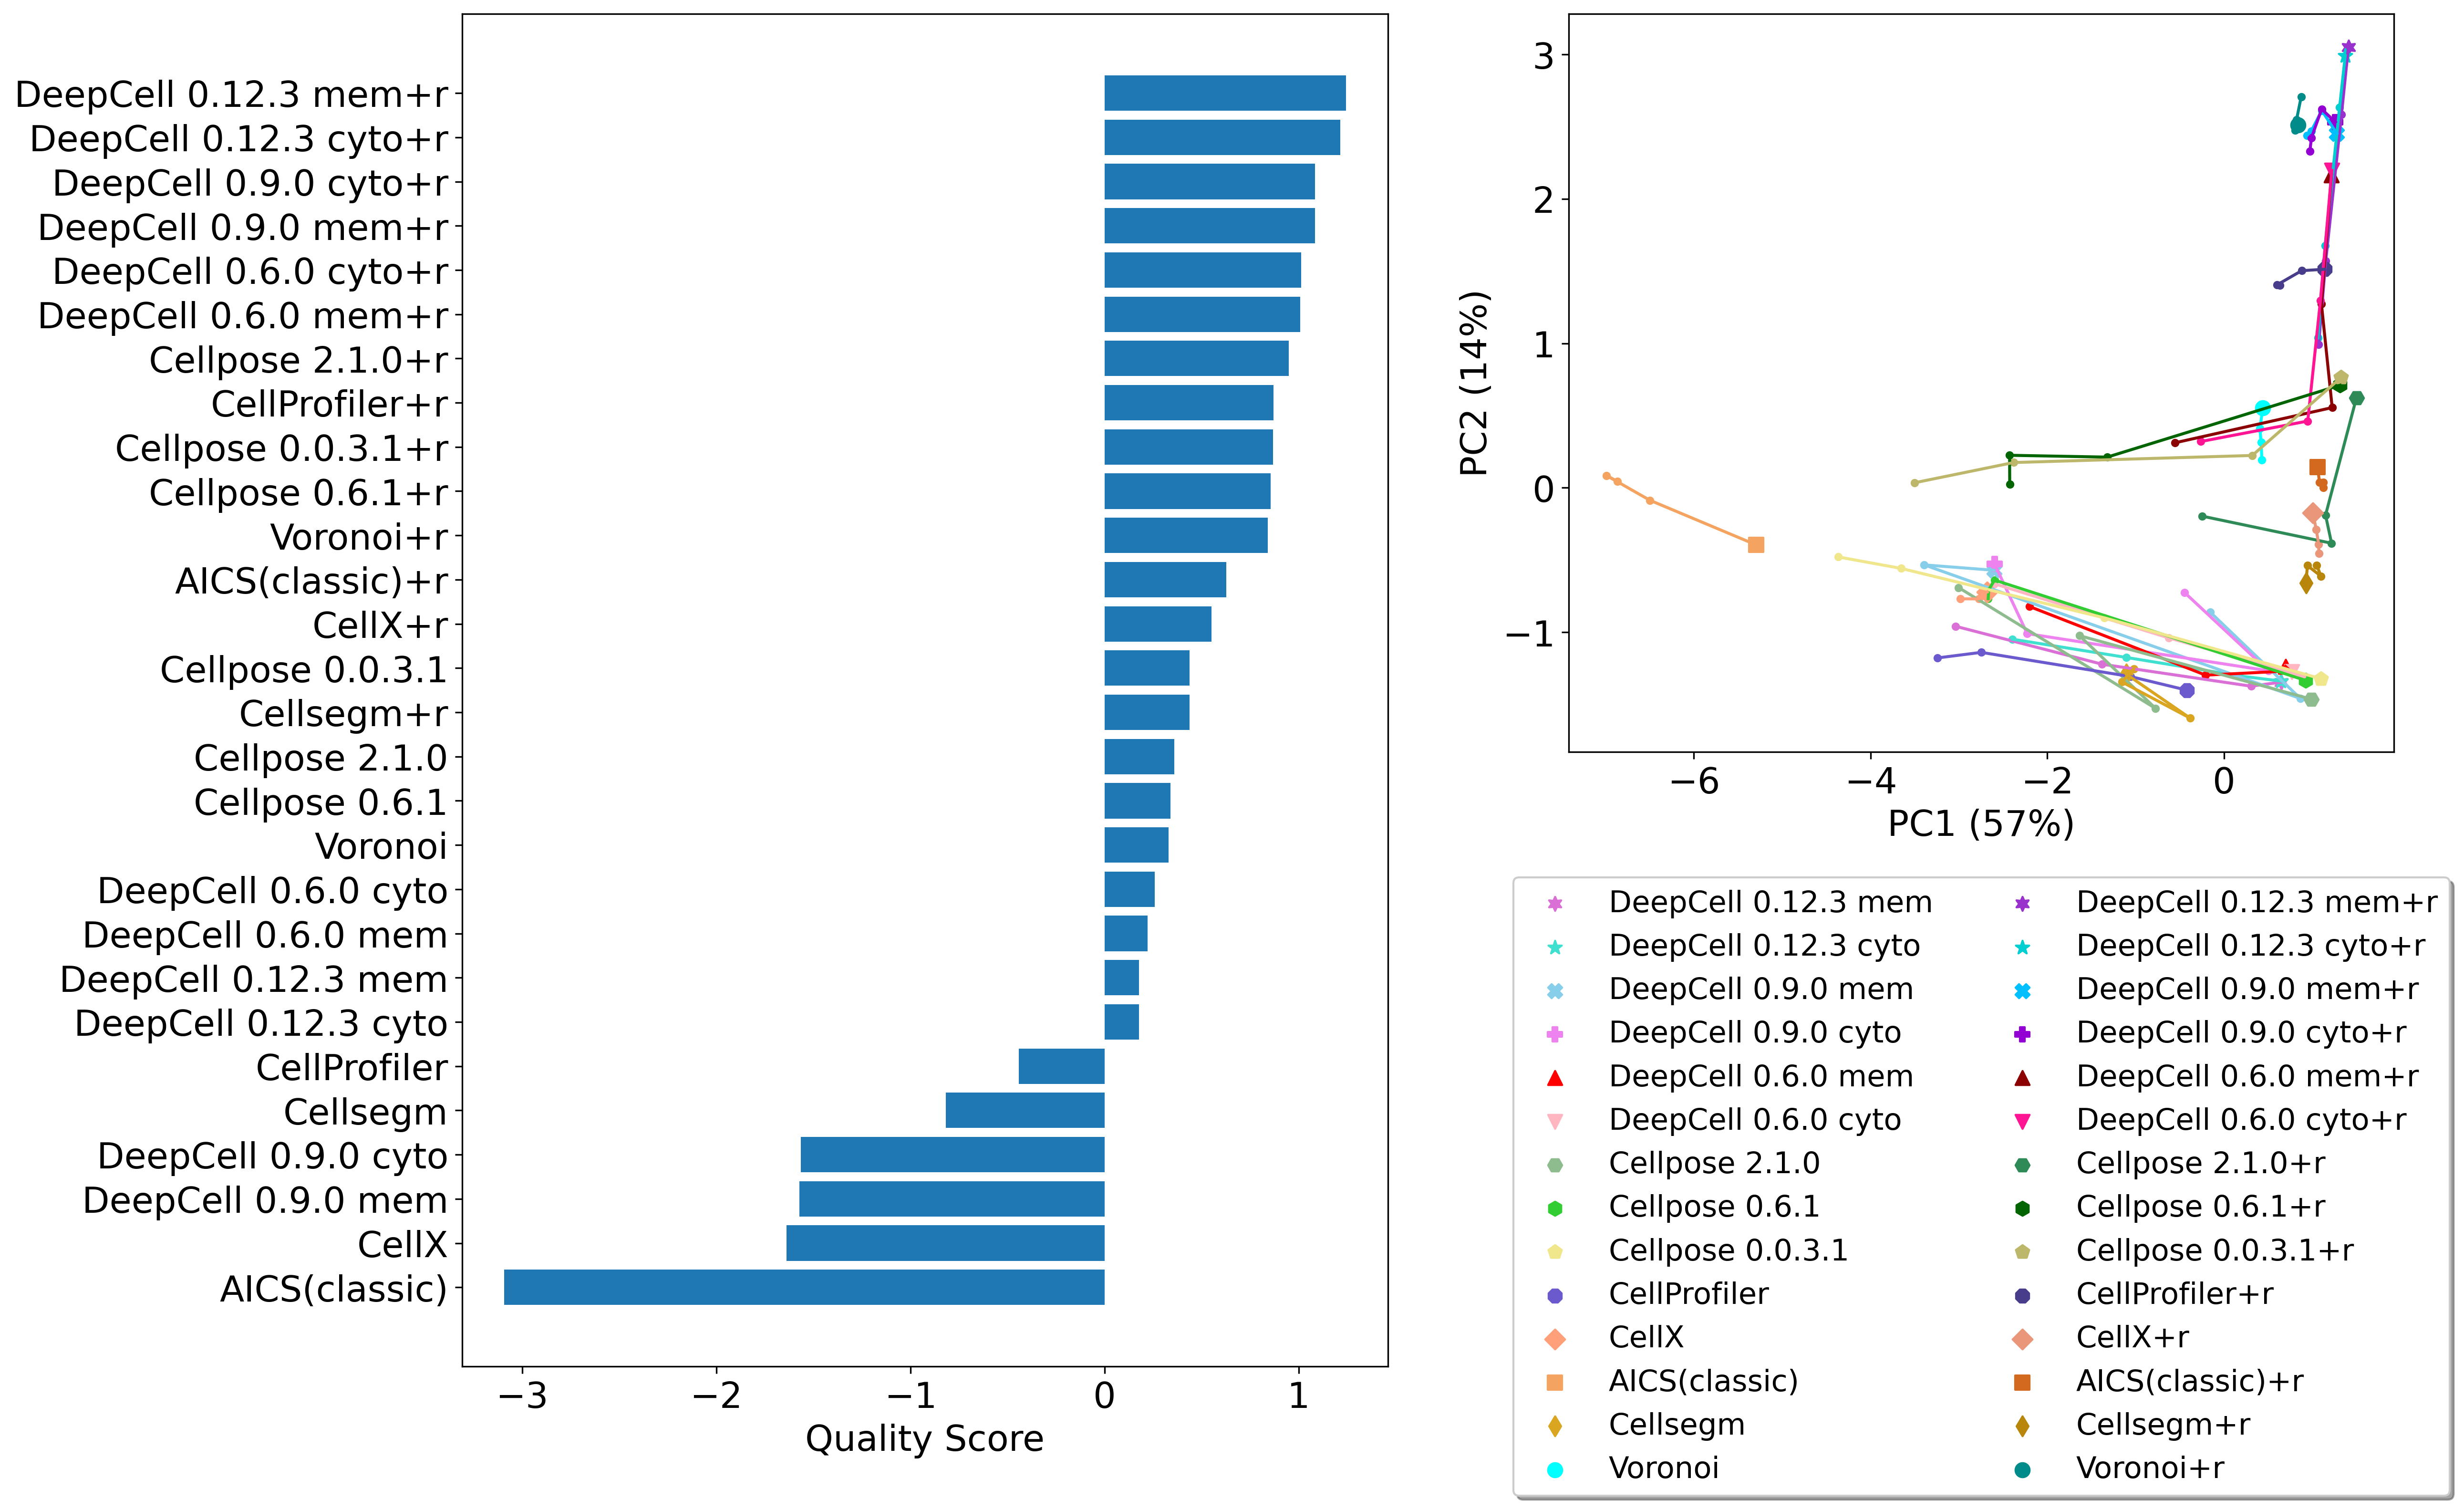 DeepCell 0.12.3 mem+r
DeepCell 0.12.3 cyto+r
DeepCell 0.9.0 cyto+r
DeepCell 0.9.0 mem+r
DeepCell 0.6.0 cyto+r
DeepCell 0.6.0 mem+r
Cellpose 2.1.0+r
CellProfiler+r
Cellpose 0.0.3.1+r
Cellpose 0.6.1+r
Voronoi+r
AICS(classic)+r
CellX+r
Cellpose 0.0.3.1
Cellsegm+r
Cellpose 2.1.0
Cellpose 0.6.1
Voronoi
DeepCell 0.6.0 cyto
DeepCell 0.6.0 mem
DeepCell 0.12.3 mem
DeepCell 0.12.3 cyto
CellProfiler
Cellsegm
DeepCell 0.9.0 cyto
DeepCell 0.9.0 mem
CellX
AICS(classic)
−3 −2 −1 0 1
Quality Score
3
2
1
0
−1
PC2 (14%)
−6 −4 −2 0
PC1 (57%)
DeepCell 0.12.3 mem DeepCell 0.12.3 mem+r
DeepCell 0.12.3 cyto DeepCell 0.12.3 cyto+r
DeepCell 0.9.0 mem DeepCell 0.9.0 mem+r
DeepCell 0.9.0 cyto DeepCell 0.9.0 cyto+r
DeepCell 0.6.0 mem DeepCell 0.6.0 mem+r
DeepCell 0.6.0 cyto DeepCell 0.6.0 cyto+r
Cellpose 2.1.0 Cellpose 2.1.0+r
Cellpose 0.6.1 Cellpose 0.6.1+r
Cellpose 0.0.3.1 Cellpose 0.0.3.1+r
CellProfiler CellProfiler+r
CellX CellX+r
AICS(classic) AICS(classic)+r
Cellsegm Cellsegm+r
Voronoi Voronoi+r